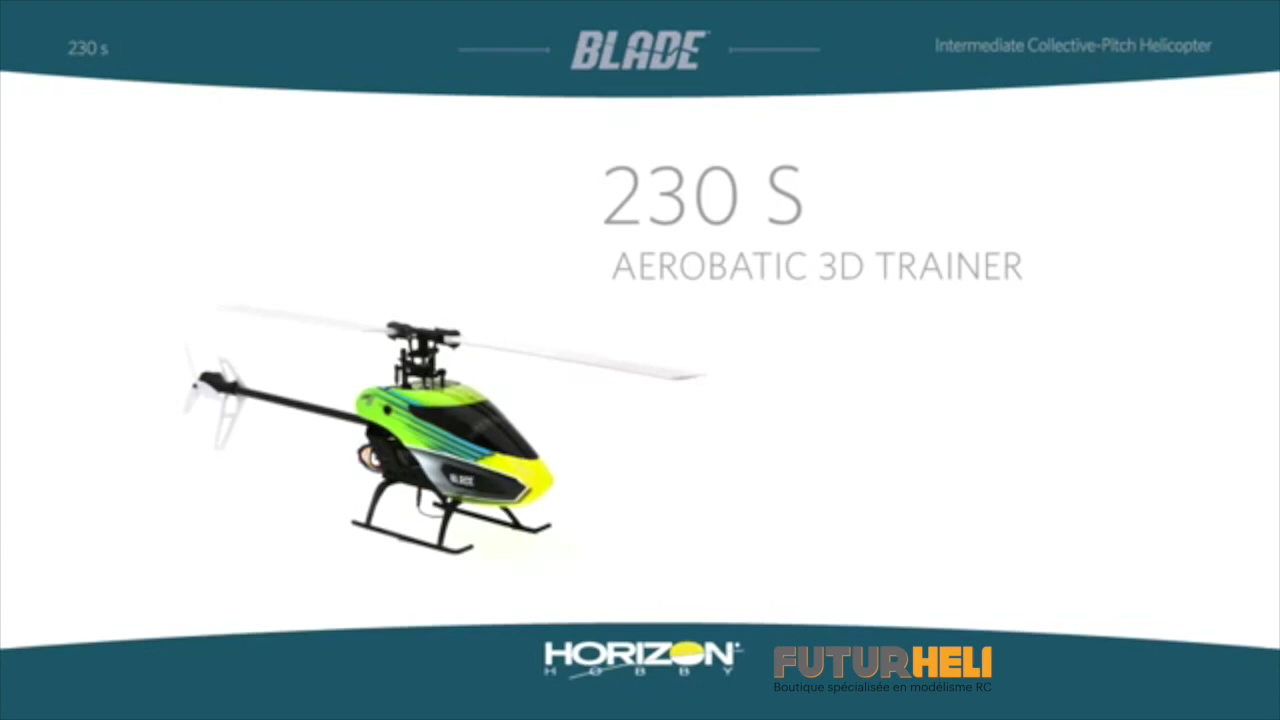 230 s
BLADE
Intermediate Collective-Pitch Helicopter
230 S
AEROBATIC 3D TRAINER
BLADE
HORIZON
HOBBY
FUTURHELI
Boutique spécialisée en modélisme RC